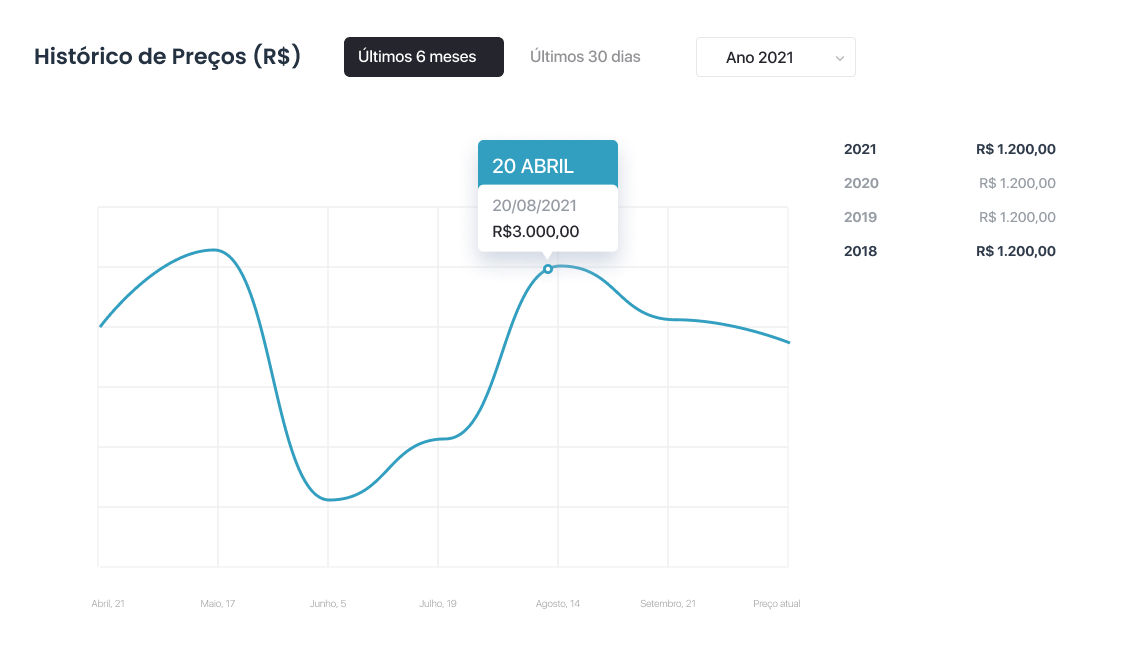 Histórico de Preços (R$)
Últimos 6 meses
Últimos 30 dias
Ano 2021
20 ABRIL
20/08/2021
R$3.000,00
2021 R$ 1.200,00
2020 R$ 1.200,00
2019 R$ 1.200,00
2018 R$ 1.200,00
Abril, 21
Maio, 17
Junho, 5
Julho, 19
Agosto, 14
Setembro, 21
Preço atual